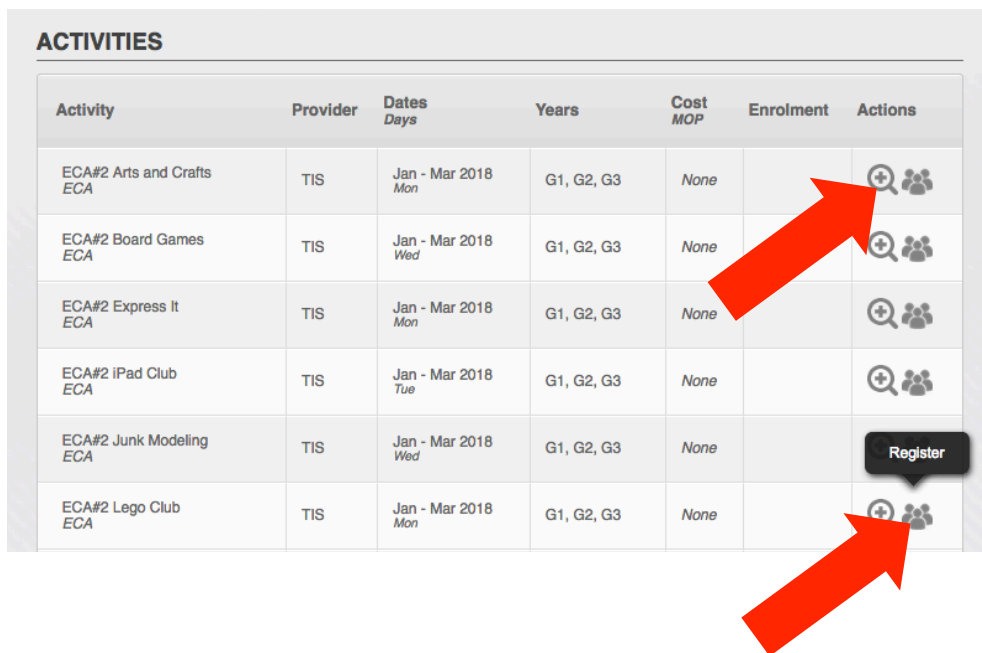 ACTIVITIES
Activity Provider Dates Years Cost Enrolment Actions
Days MOP
ECA#2 Arts and Crafts TIS Jan - Mar 2018 G1, G2, G3 None
ECA Mon
ECA#2 Board Games TIS Jan - Mar 2018 G1, G2, G3 None
ECA Wed
ECA#2 Express It TIS Jan - Mar 2018 G1, G2, G3 None
ECA Mon
ECA#2 iPad Club TIS Jan - Mar 2018 G1, G2, G3 None
ECA Tue
ECA#2 Junk Modeling TIS Jan - Mar 2018 G1, G2, G3 None
ECA Wed
Register
ECA#2 Lego Club TIS Jan - Mar 2018 G1, G2, G3 None
ECA Mon